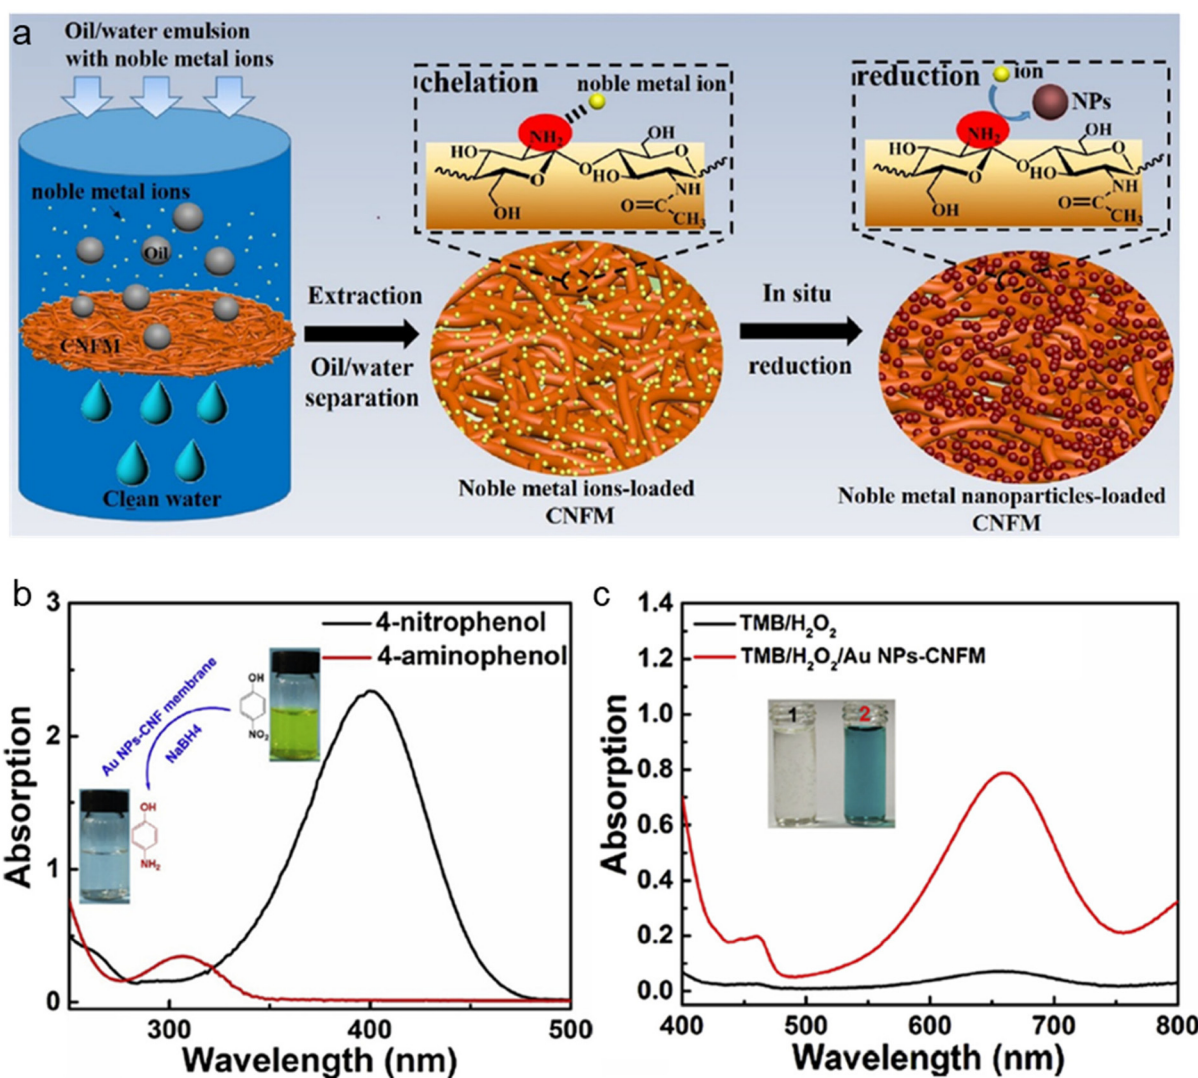 a
Oil/water emulsion
with noble metal ions
noble metal ions
Oil
CNFM
Clean water
Extraction
Oil/water
separation
chelation
noble metal ion
NH₂
HO
OH
O
O
HO
O
OH
NH
O=C
CH₃
Noble metal ions-loaded
CNFM
In situ
reduction
reduction
ion
NPs
NH₂
HO
OH
O
O
HO
O
OH
NH
O=C
CH₃
Noble metal nanoparticles-loaded
CNFM
b
3
2
1
0
Absorption
4-nitrophenol
4-aminophenol
Au NPs-CNF membrane
NaBH4
OH
NO₂
OH
NH₂
300
400
500
Wavelength (nm)
c
1.4
1.2
1.0
0.8
0.6
0.4
0.2
0.0
Absorption
TMB/H₂O₂
TMB/H₂O₂/Au NPs-CNFM
1
2
400
500
600
700
800
Wavelength (nm)